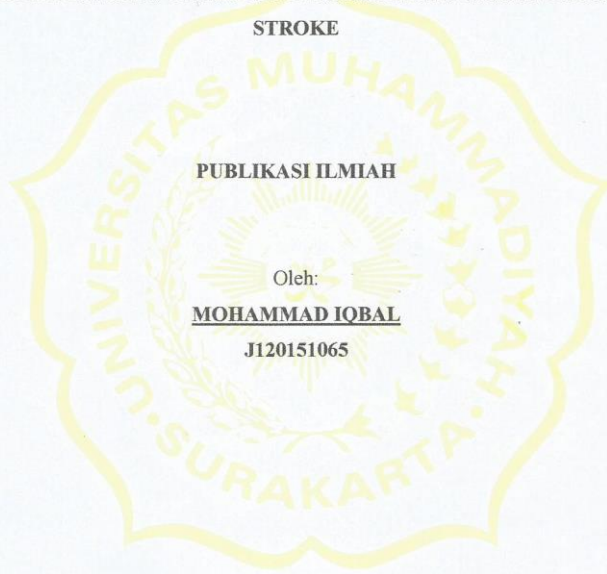 STROKE
PUBLIKASI ILMIAH
Oleh:
MOHAMMAD IQBAL
J120151065
UNIVERSITAS MUHAMMADIYAH
SURAKARTA